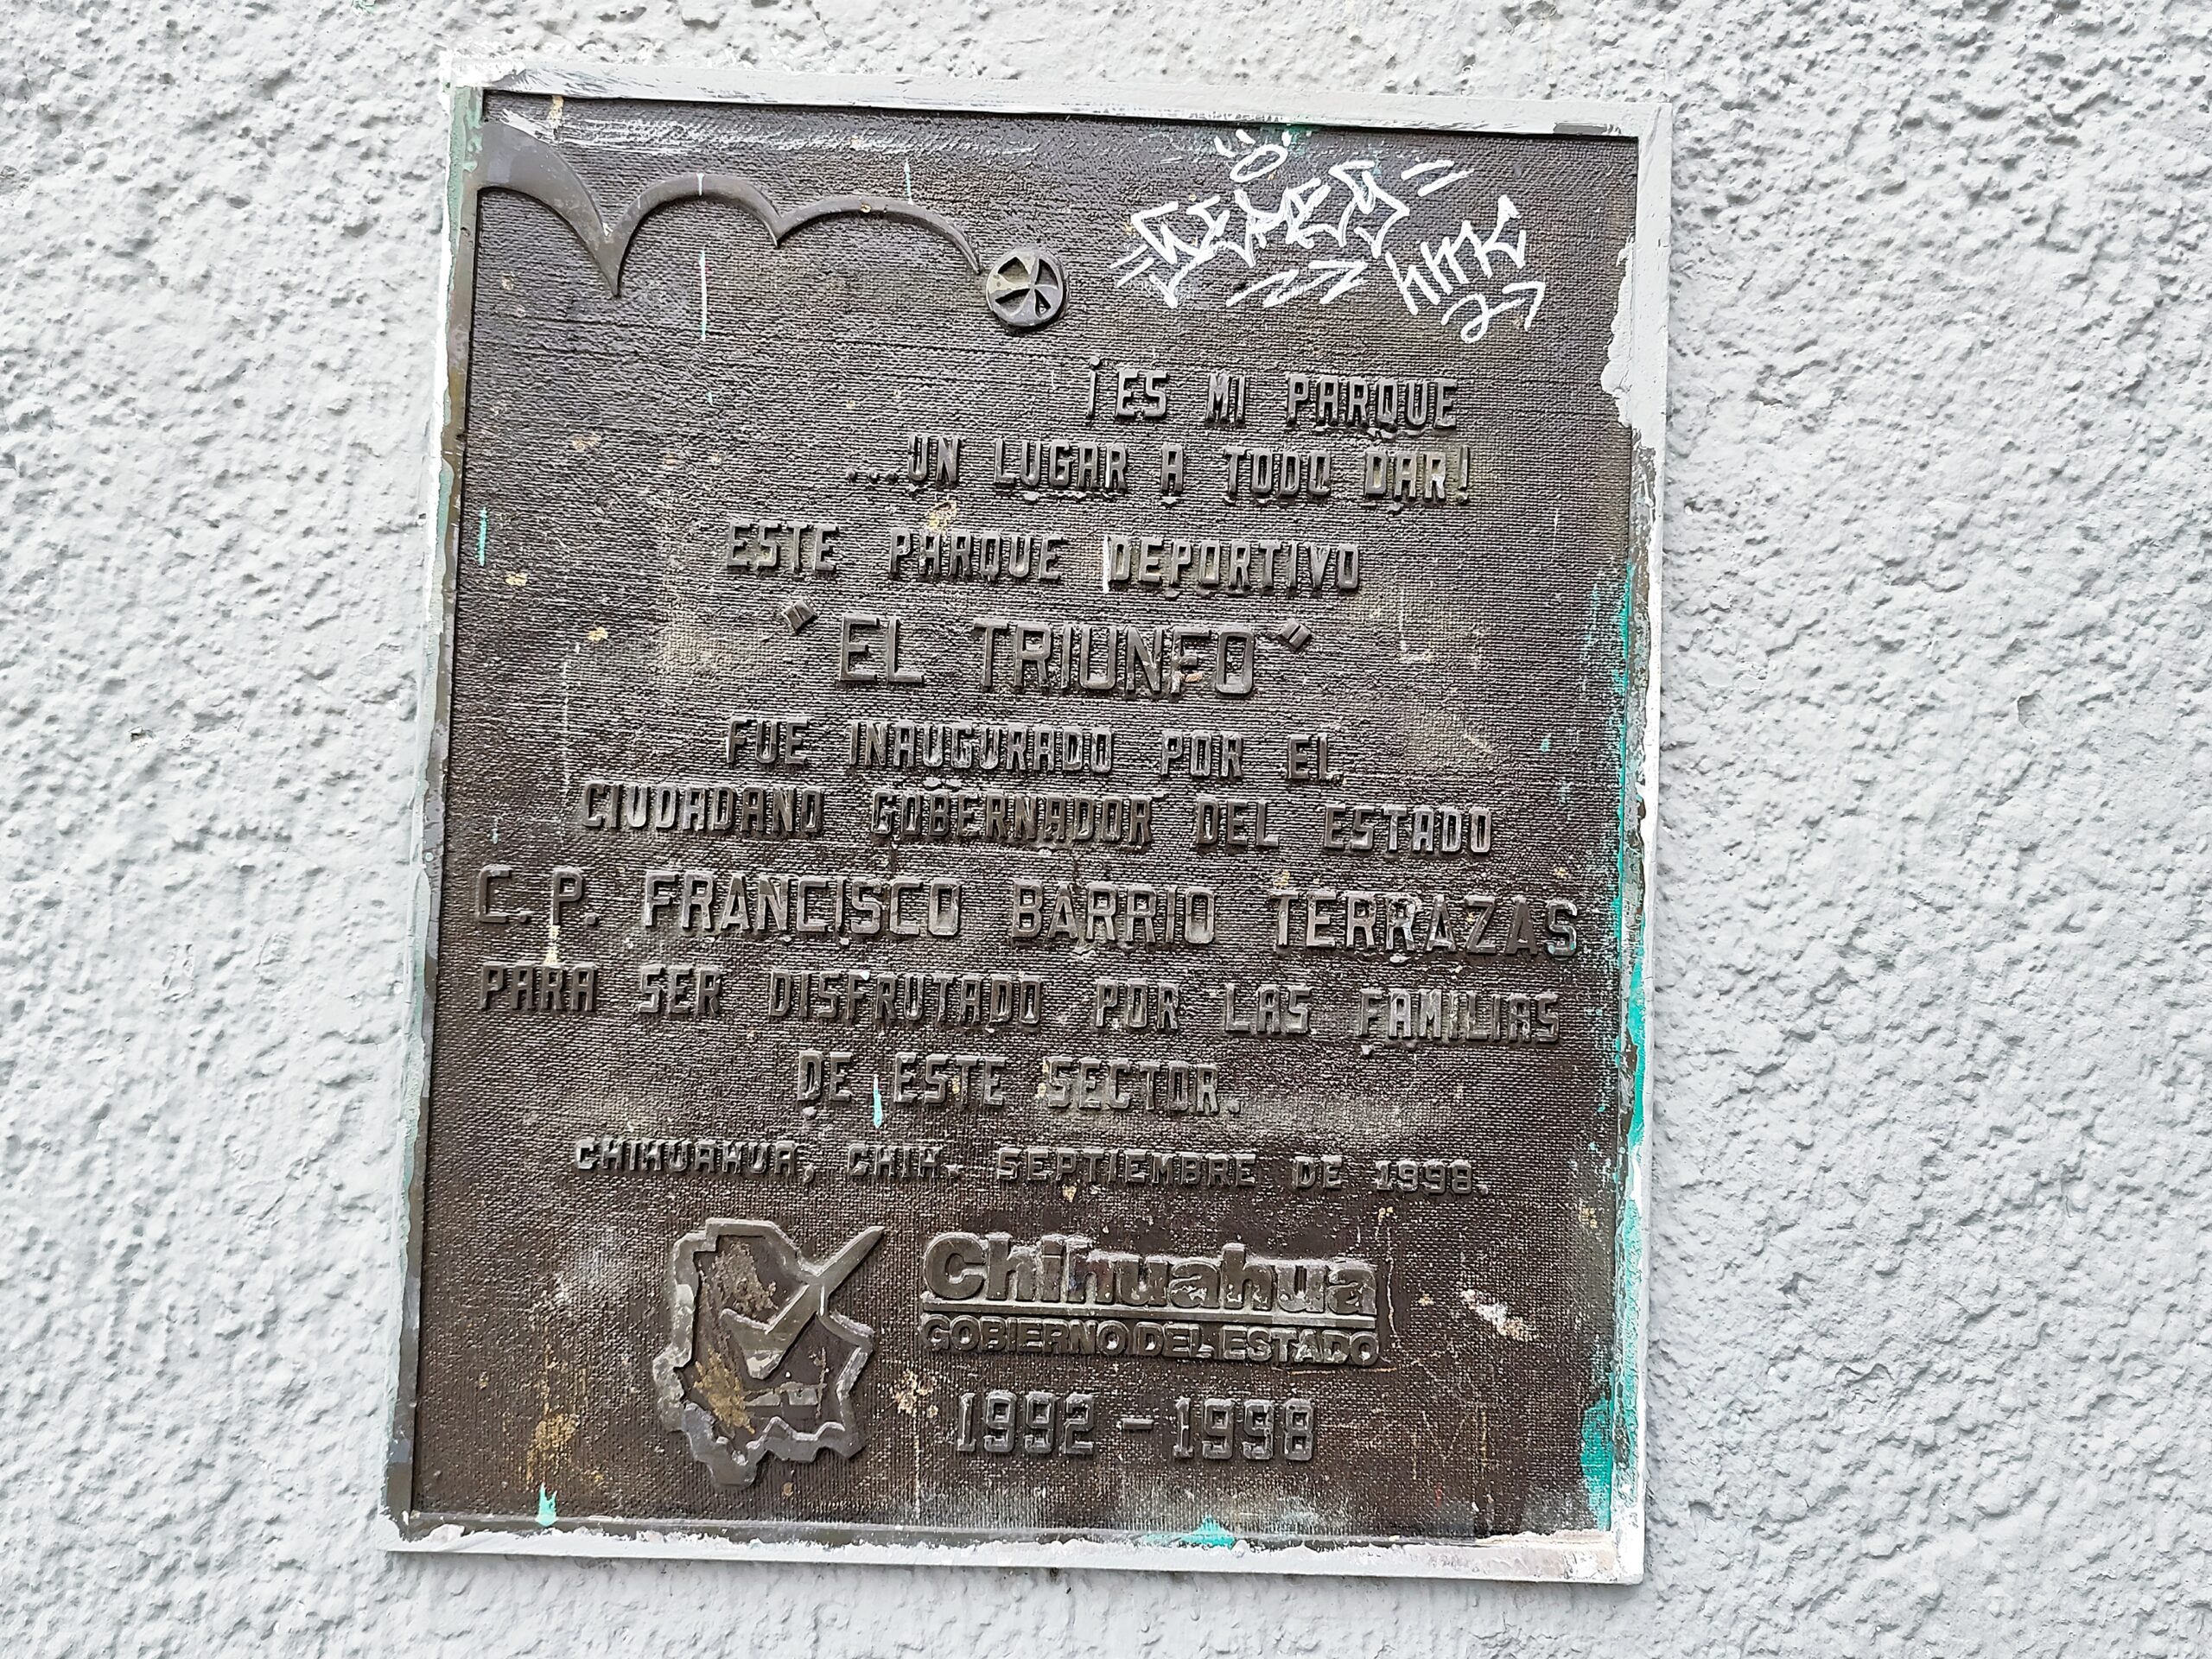 ¡ES MI PARQUE
...UN LUGAR A TODO DAR!
ESTE PARQUE DEPORTIVO
"EL TRIUNFO"
FUE INAUGURADO POR EL
CIUDADANO GOBERNADOR DEL ESTADO
C.P. FRANCISCO BARRIO TERRAZAS
PARA SER DISFRUTADO POR LAS FAMILIAS
DE ESTE SECTOR.
CHIHUAHUA, CHIH. SEPTIEMBRE DE 1998.
Chihuahua
GOBIERNO DEL ESTADO
1992 - 1998